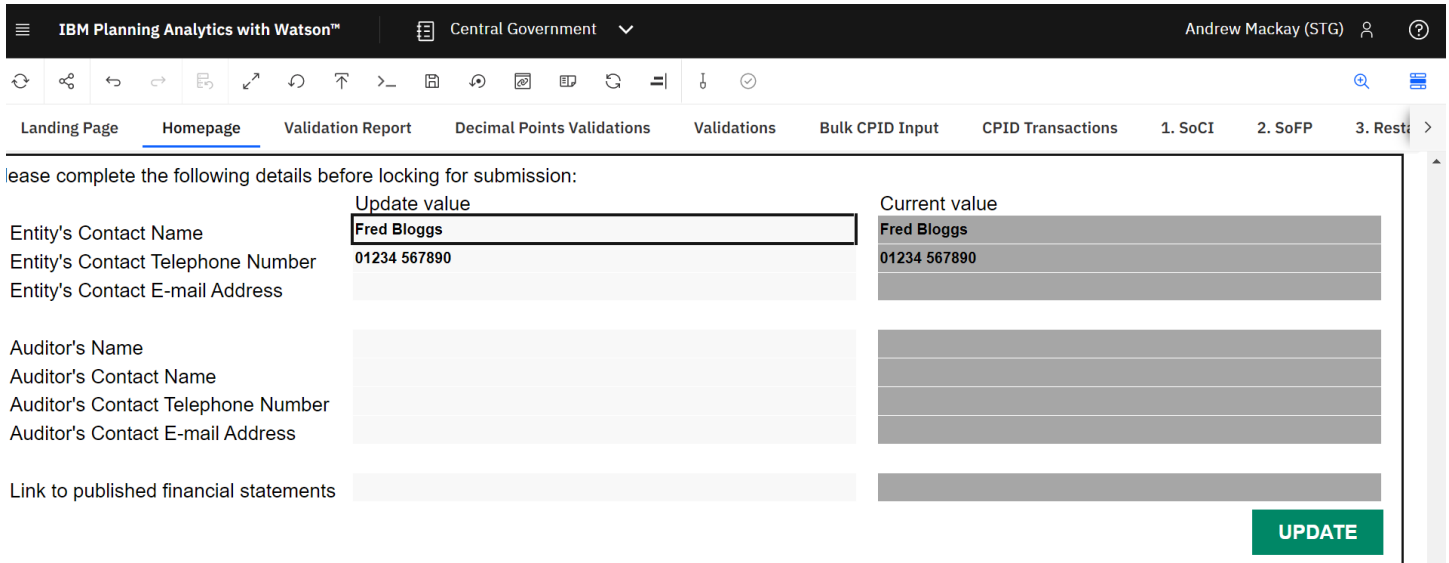 IBM Planning Analytics with Watson™ Central Government Andrew Mackay (STG)
Landing Page Homepage Validation Report Decimal Points Validations Validations Bulk CPID Input CPID Transactions 1. SoCI 2. SoFP 3. Resta
lease complete the following details before locking for submission:
Update value Current value
Entity's Contact Name Fred Bloggs Fred Bloggs
Entity's Contact Telephone Number 01234 567890 01234 567890
Entity's Contact E-mail Address
Auditor's Name
Auditor's Contact Name
Auditor's Contact Telephone Number
Auditor's Contact E-mail Address
Link to published financial statements
UPDATE